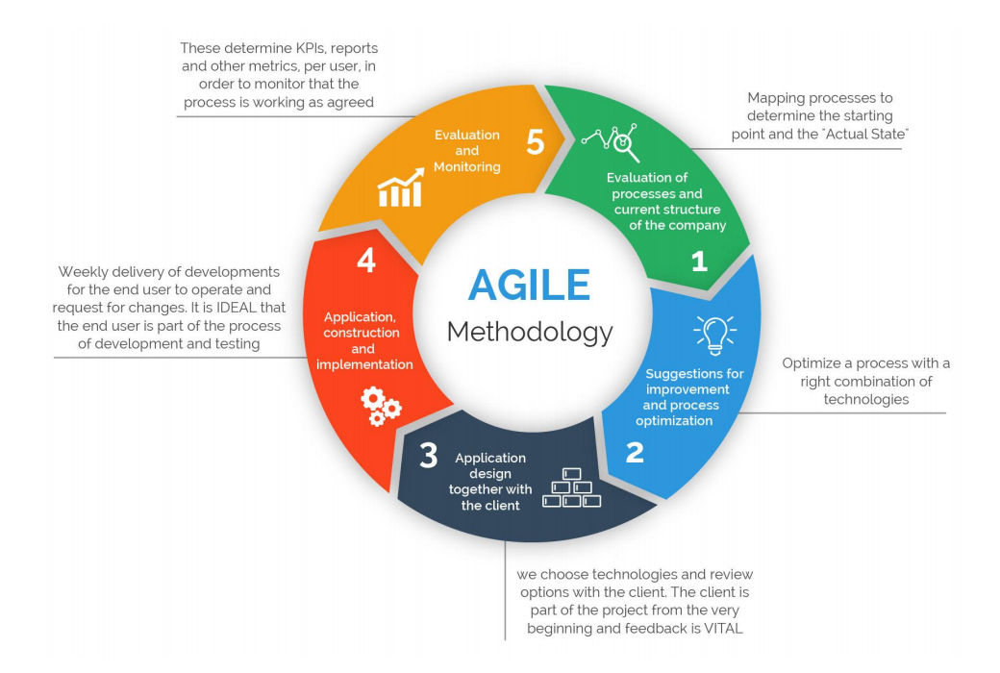 AGILE
Methodology
Evaluation of
processes and
current structure
of the company
1
Mapping processes to
determine the starting
point and the "Actual State"
Suggestions for
improvement
and process
optimization
2
Optimize a process with a
right combination of
technologies
3
Application
design
together with
the client
we choose technologies and review
options with the client. The client is
part of the project from the very
beginning and feedback is VITAL
4
Application,
construction
and
implementation
Weekly delivery of developments
for the end user to operate and
request for changes. It is IDEAL that
the end user is part of the process
of development and testing
Evaluation
and
Monitoring
5
These determine KPIs, reports
and other metrics, per user, in
order to monitor that the
process is working as agreed